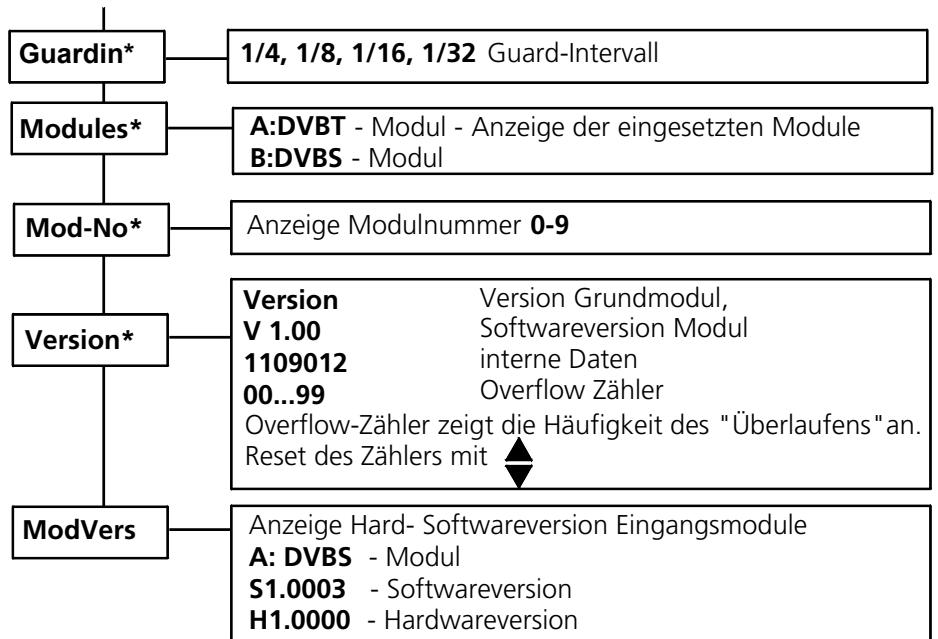 Guardin*
1/4, 1/8, 1/16, 1/32 Guard-Intervall
Modules*
A:DVBT - Modul - Anzeige der eingesetzten Module
B:DVBS - Modul
Mod-No*
Anzeige Modulnummer 0-9
Version*
Version Version Grundmodul,
V 1.00 Softwareversion Modul
1109012 interne Daten
00...99 Overflow Zähler
Overflow-Zähler zeigt die Häufigkeit des "Überlaufens"an.
Reset des Zählers mit
ModVers
Anzeige Hard- Softwareversion Eingangsmodule
A: DVBS - Modul
S1.0003 - Softwareversion
H1.0000 - Hardwareversion